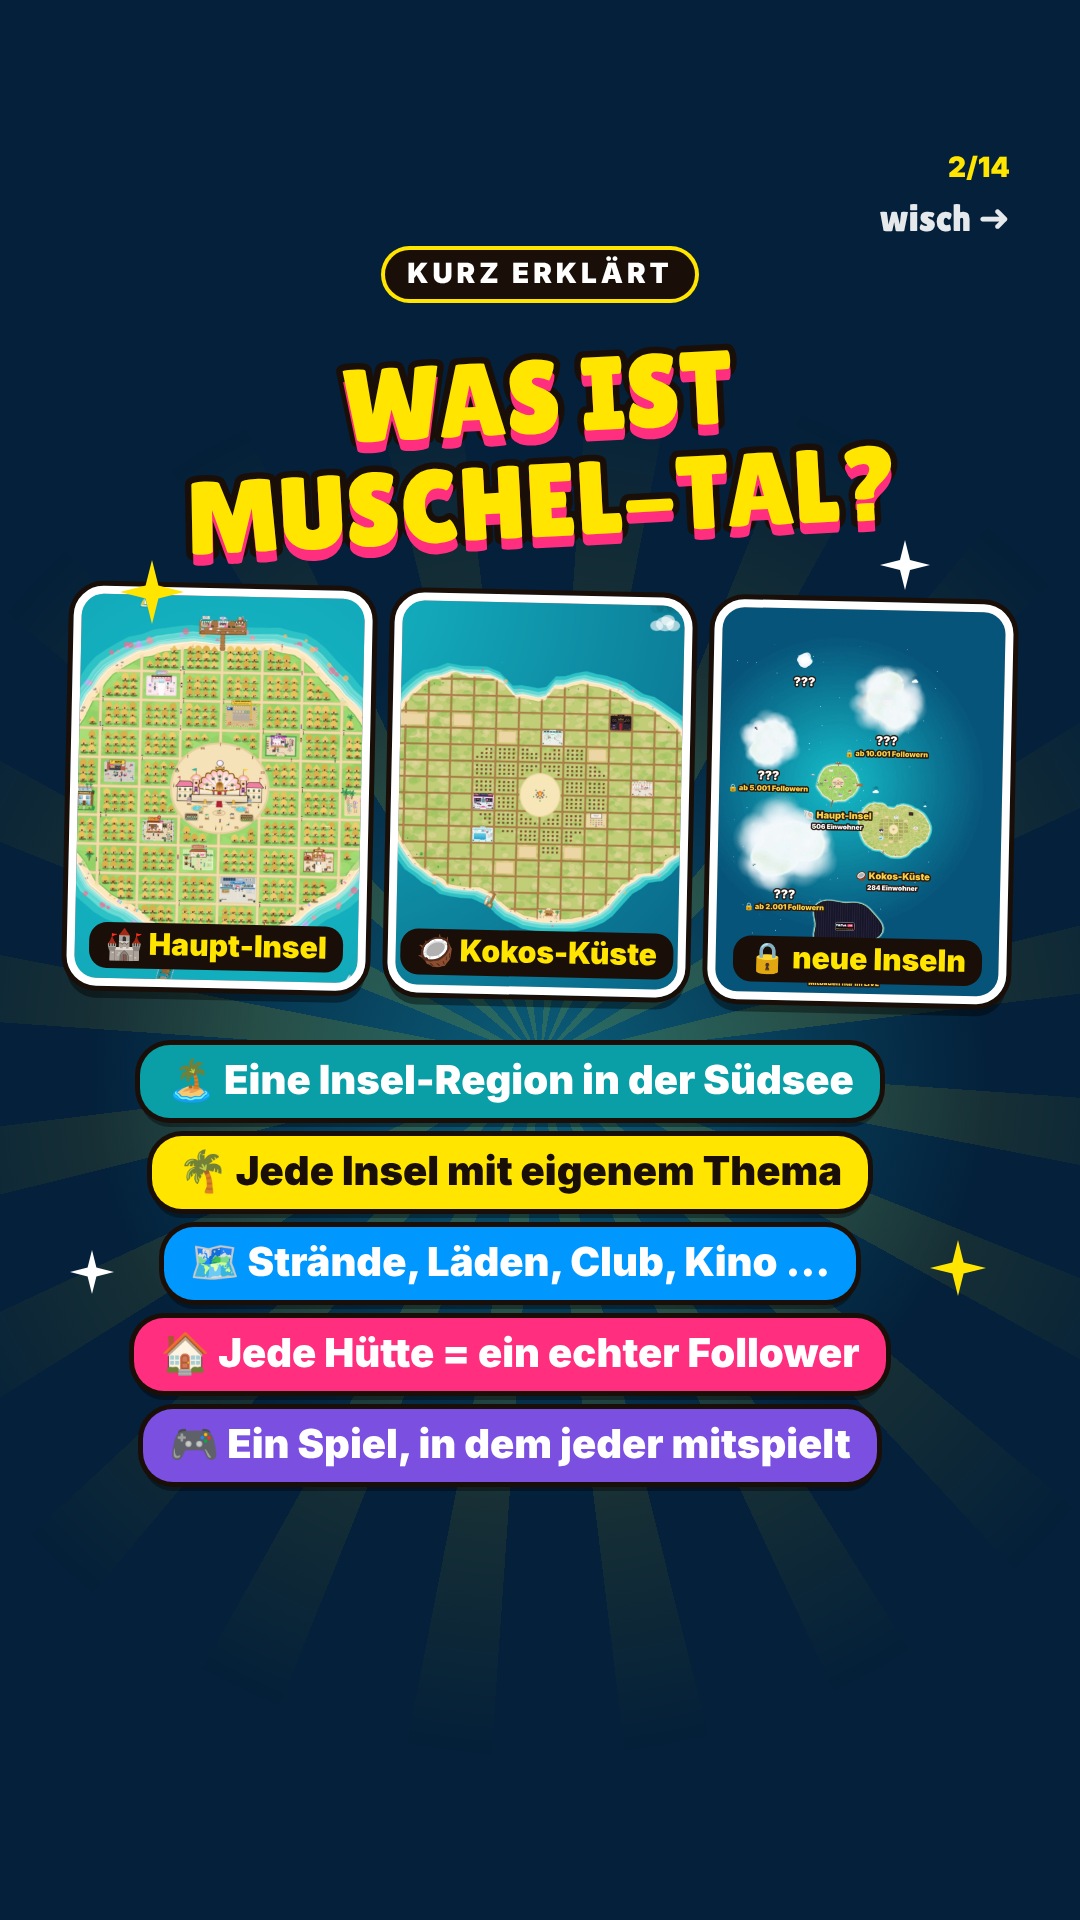 2/14
wisch →
KURZ ERKLÄRT
WAS IST
MUSCHEL-TAL?
???
???
🔒 ab 10.001 Followern
???
🔒 ab 5.001 Followern
Haupt-Insel
506 Einwohner
🥥 Kokos-Küste
284 Einwohner
???
🔒 ab 2.001 Followern
🏰 Haupt-Insel
🥥 Kokos-Küste
🔒 neue Inseln
🏝️ Eine Insel-Region in der Südsee
🌴 Jede Insel mit eigenem Thema
🗺️ Strände, Läden, Club, Kino ...
🏠 Jede Hütte = ein echter Follower
🎮 Ein Spiel, in dem jeder mitspielt